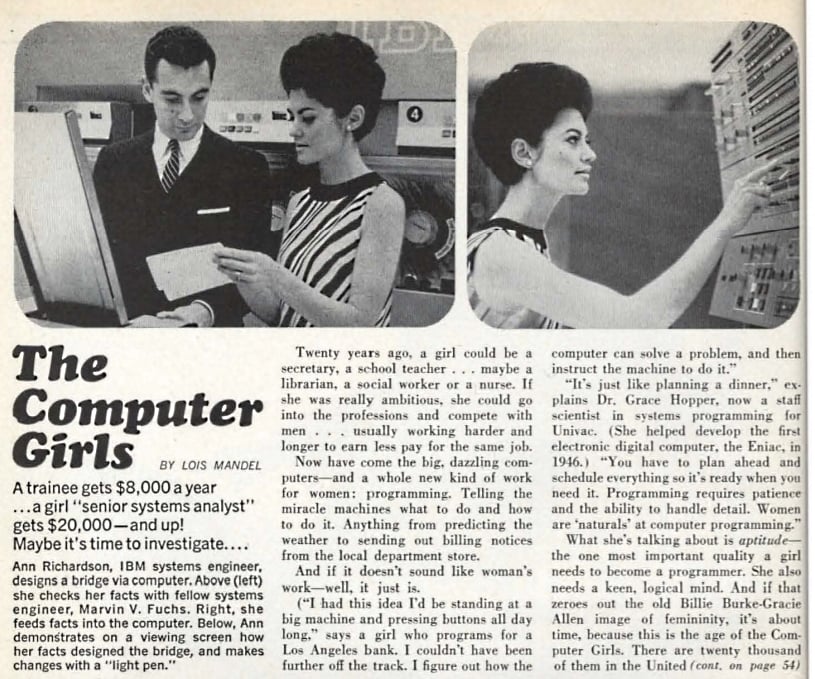 IBM
4
The
Computer
Girls
BY LOIS MANDEL
A trainee gets $8,000 a year
...a girl "senior systems analyst"
gets $20,000—and up!
Maybe it's time to investigate....
Ann Richardson, IBM systems engineer,
designs a bridge via computer. Above (left)
she checks her facts with fellow systems
engineer, Marvin V. Fuchs. Right, she
feeds facts into the computer. Below, Ann
demonstrates on a viewing screen how
her facts designed the bridge, and makes
changes with a "light pen."
Twenty years ago, a girl could be a
secretary, a school teacher . . . maybe a
librarian, a social worker or a nurse. If
she was really ambitious, she could go
into the professions and compete with
men . . . usually working harder and
longer to earn less pay for the same job.
Now have come the big, dazzling com-
puters—and a whole new kind of work
for women: programming. Telling the
miracle machines what to do and how
to do it. Anything from predicting the
weather to sending out billing notices
from the local department store.
And if it doesn't sound like woman's
work—well, it just is.
("I had this idea I'd be standing at a
big machine and pressing buttons all day
long," says a girl who programs for a
Los Angeles bank. I couldn't have been
further off the track. I figure out how the
computer can solve a problem, and then
instruct the machine to do it."
"It's just like planning a dinner," ex-
plains Dr. Grace Hopper, now a staff
scientist in systems programming for
Univac. (She helped develop the first
electronic digital computer, the Eniac, in
1946.) "You have to plan ahead and
schedule everything so it's ready when you
need it. Programming requires patience
and the ability to handle detail. Women
are 'naturals' at computer programming."
What she's talking about is aptitude—
the one most important quality a girl
needs to become a programmer. She also
needs a keen, logical mind. And if that
zeroes out the old Billie Burke-Gracie
Allen image of femininity, it's about
time, because this is the age of the Com-
puter Girls. There are twenty thousand
of them in the United (cont. on page 54)